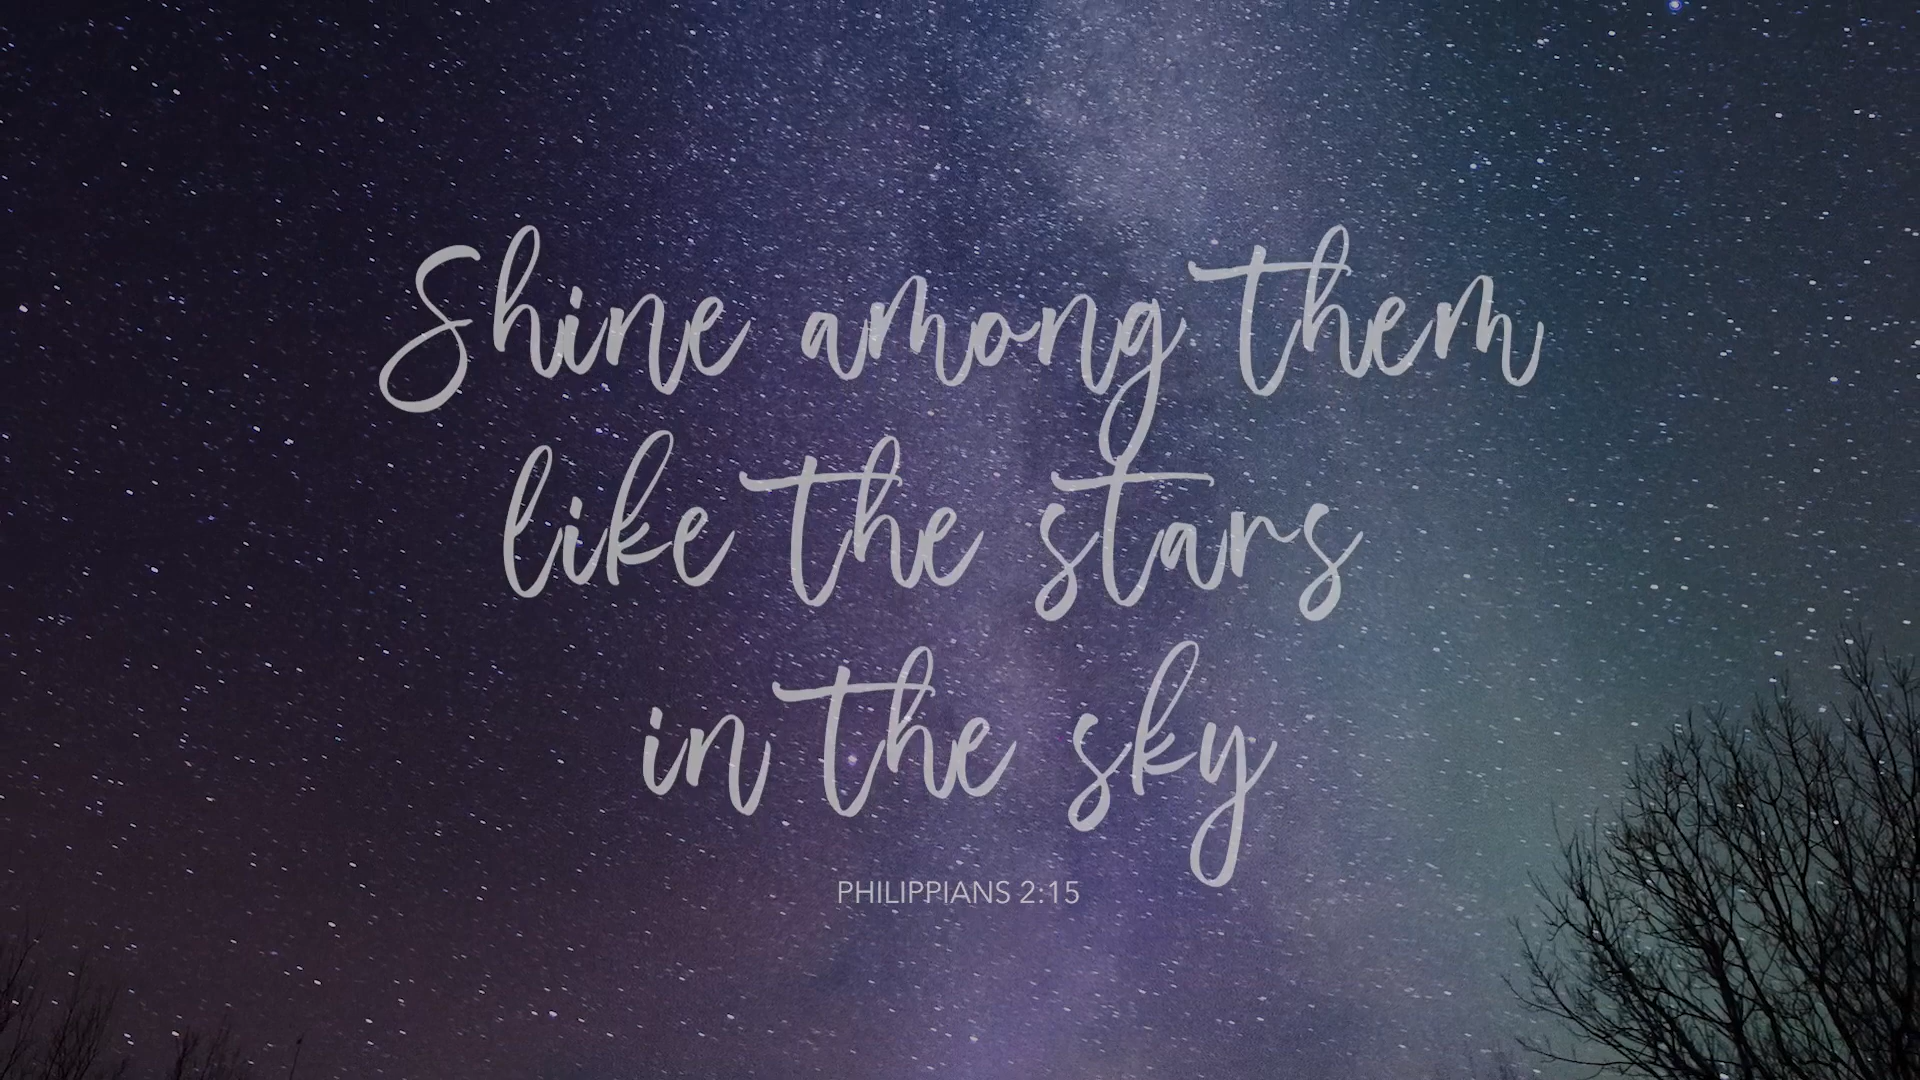 Shine among them
like the stars
in the sky
PHILIPPIANS 2:15